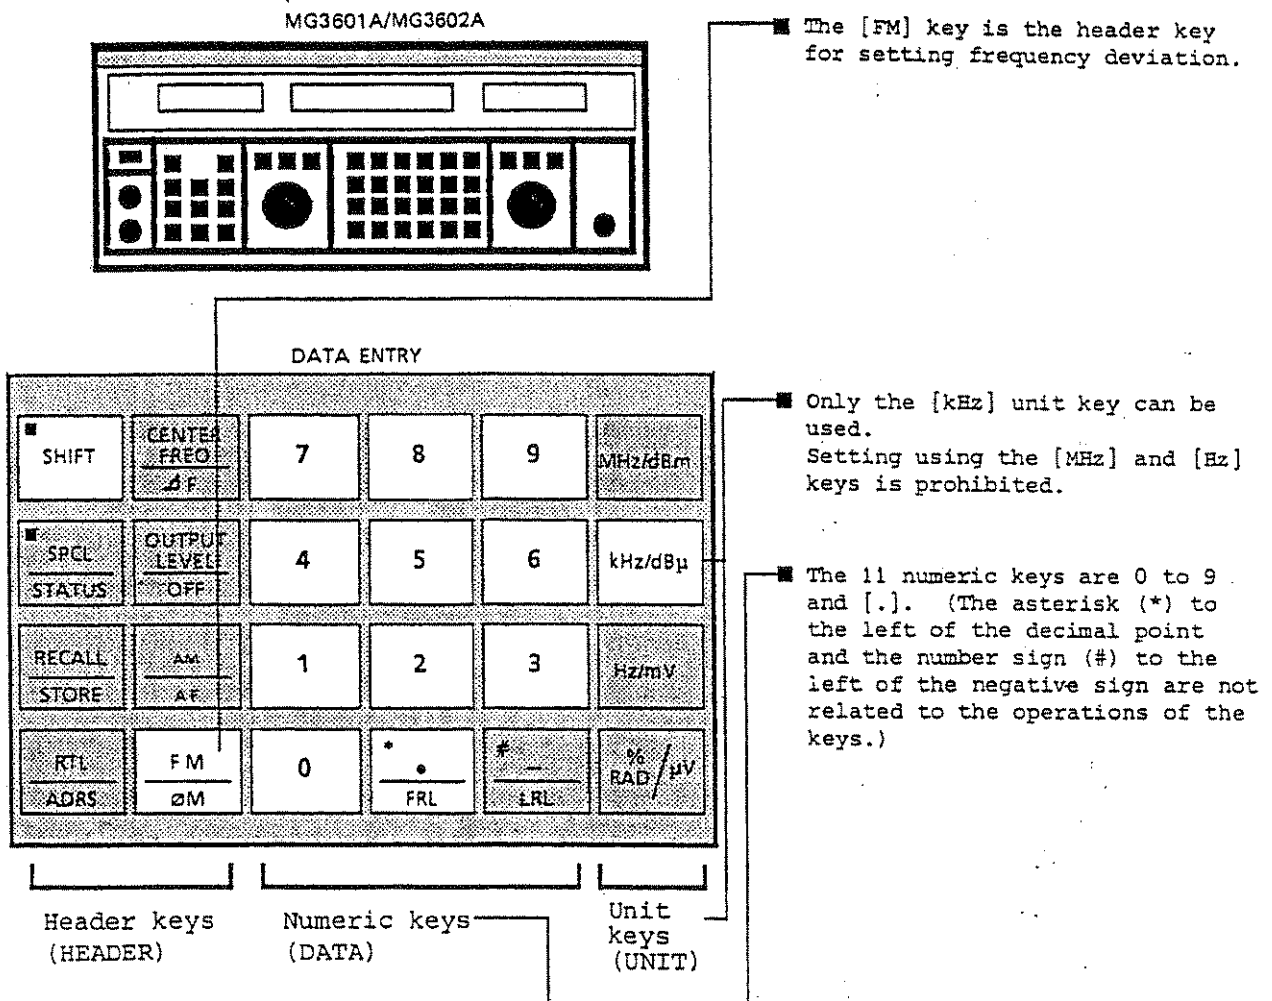 MG3601A/MG3602A
■ The [FM] key is the header key
for setting frequency deviation.
DATA ENTRY
SHIFT
CENTER
FREQ
⊿F
7
8
9
MHz/dBm
SPCL
STATUS
OUTPUT
LEVEL
OFF
4
5
6
kHz/dBμ
RECALL
STORE
AM
AF
1
2
3
Hz/mV
RTL
ADRS
FM
øM
0
* .
FRL
# –
LRL
%
RAD/μV
■ Only the [kHz] unit key can be
used.
Setting using the [MHz] and [Hz]
keys is prohibited.
■ The 11 numeric keys are 0 to 9
and [.]. (The asterisk (*) to
the left of the decimal point
and the number sign (#) to the
left of the negative sign are not
related to the operations of the
keys.)
Header keys
(HEADER)
Numeric keys
(DATA)
Unit
keys
(UNIT)